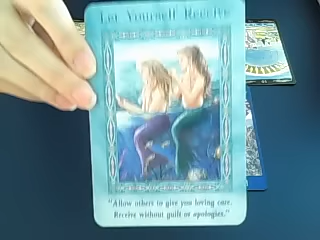 Let Yourself Receive
"Allow others to give you loving care.
Receive without guilt or apologies."